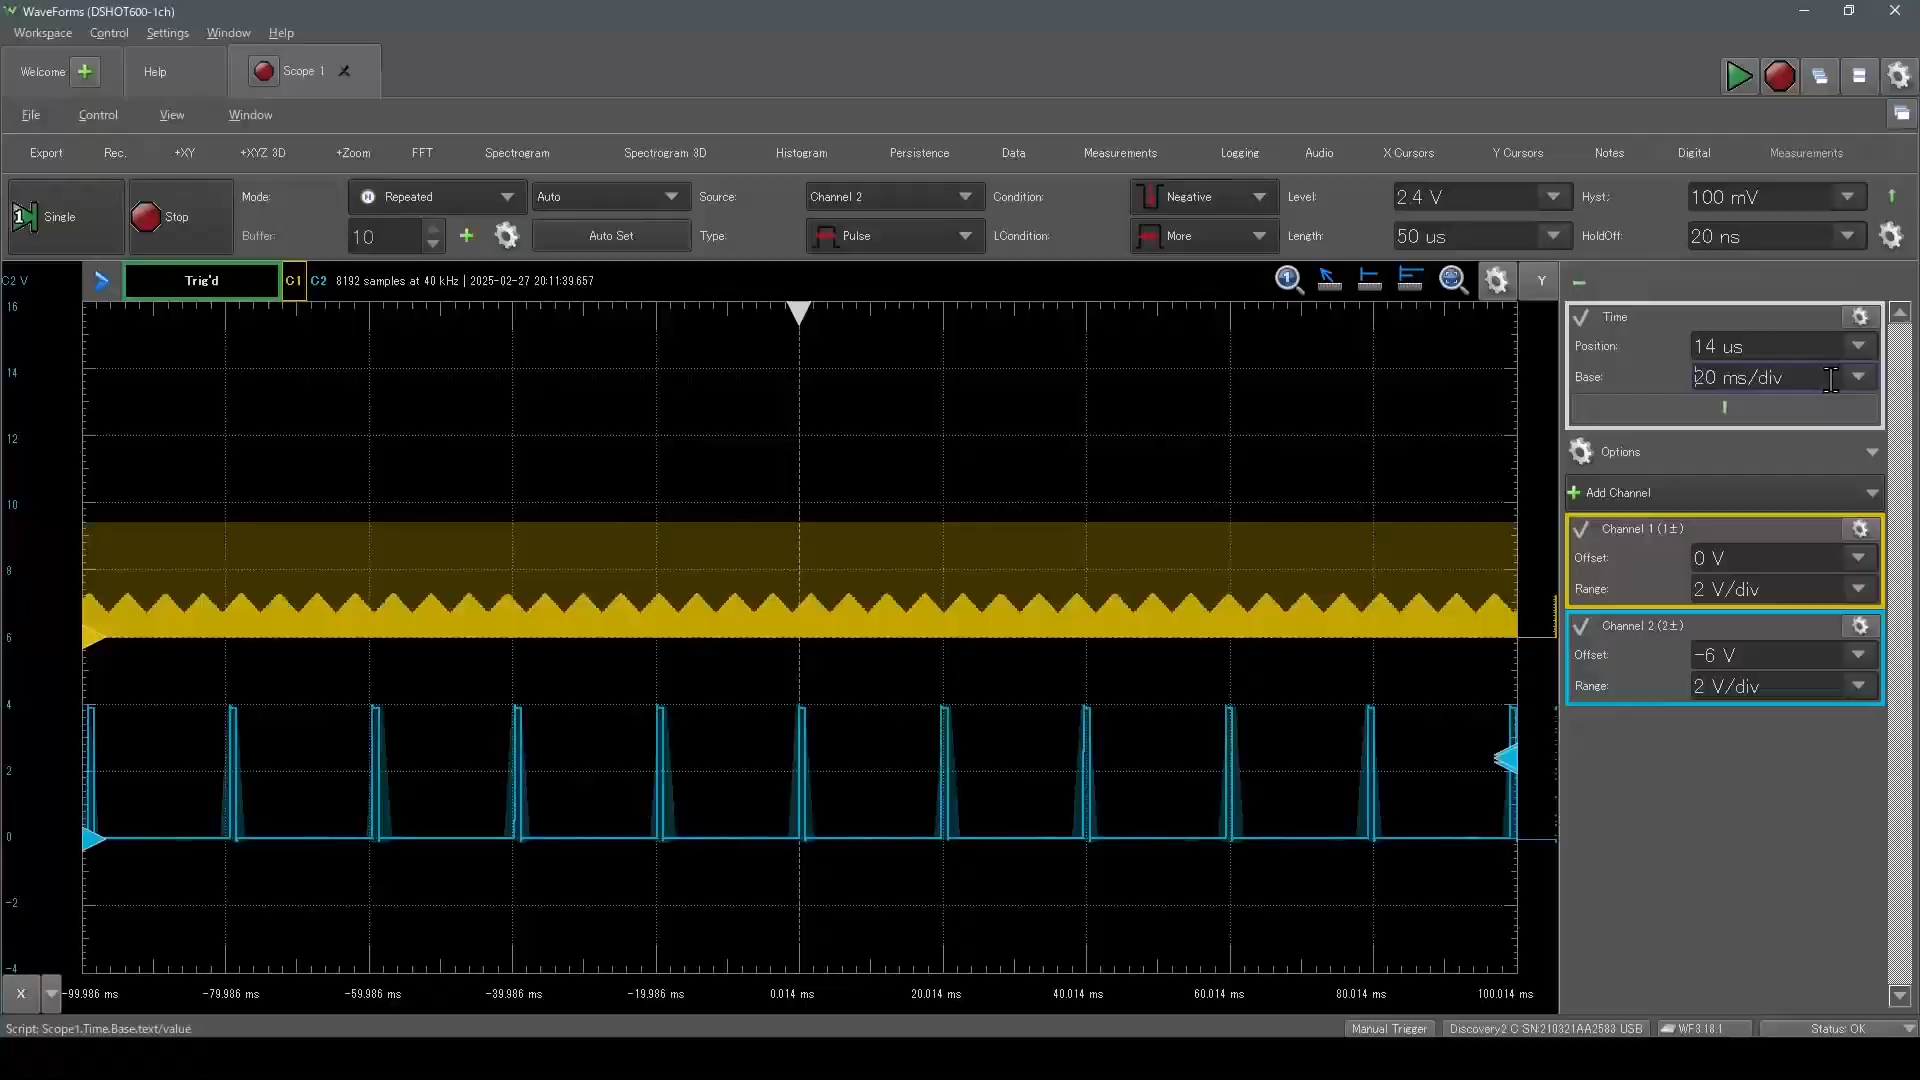 WaveForms (DSHOT600-1ch)
Workspace Control Settings Window Help
Welcome Help Scope 1
File Control View Window
Export Rec. +XY +XYZ 3D +Zoom FFT Spectrogram Spectrogram 3D Histogram Persistence Data Measurements Logging Audio X Cursors Y Cursors Notes Digital Measurements
1 Single Stop Mode: Repeated Auto Source: Channel 2 Condition: Negative Level: 2.4 V Hyst.: 100 mV
Buffer: 10 Auto Set Type: Pulse LCondition: More Length: 50 us HoldOff: 20 ns
C2 V Trig'd C1 C2 8192 samples at 40 kHz | 2025-02-27 20:11:39.657 Y
16
14
12
10
8
6
4
2
0
-2
-4
Time
Position: 14 us
Base: 20 ms/div
Options
Add Channel
Channel 1 (1±)
Offset: 0 V
Range: 2 V/div
Channel 2 (2±)
Offset: -6 V
Range: 2 V/div
X -99.986 ms -79.986 ms -59.986 ms -39.986 ms -19.986 ms 0.014 ms 20.014 ms 40.014 ms 60.014 ms 80.014 ms 100.014 ms
Script: Scope1.Time.Base.text/value Manual Trigger Discovery2 C SN:210321AA2583 USB WF3.18.1 Status: OK